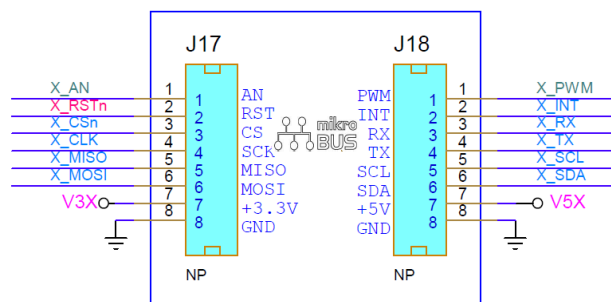 J17
J18
X_AN 1 1 AN PWM 1 1 X_PWM
X_RSTn 2 2 RST INT 2 2 X_INT
X_CSn 3 3 CS RX 3 3 X_RX
X_CLK 4 4 SCK TX 4 4 X_TX
X_MISO 5 5 MISO SCL 5 5 X_SCL
X_MOSI 6 6 MOSI SDA 6 6 X_SDA
V3X 7 7 +3.3V +5V 7 7 V5X
8 8 GND GND 8 8
mikro
BUS
NP
NP